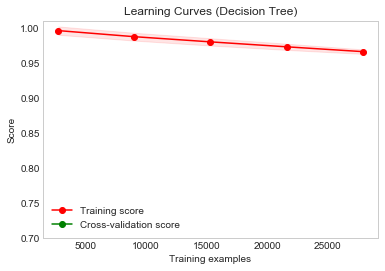 Learning Curves (Decision Tree)
1.00
0.95
0.90
0.85
0.80
0.75
0.70
Score
Training score
Cross-validation score
5000 10000 15000 20000 25000
Training examples